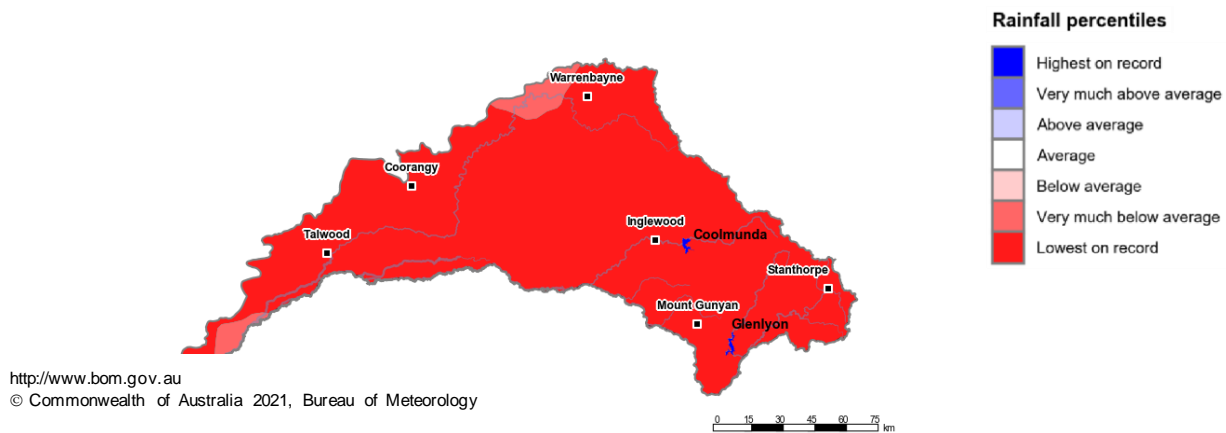 Rainfall percentiles
Highest on record
Very much above average
Above average
Average
Below average
Very much below average
Lowest on record
Warrenbayne
Coorangy
Talwood
Inglewood
Coolmunda
Stanthorpe
Mount Gunyan
Glenlyon
http://www.bom.gov.au
© Commonwealth of Australia 2021, Bureau of Meteorology
0 15 30 45 60 75
km